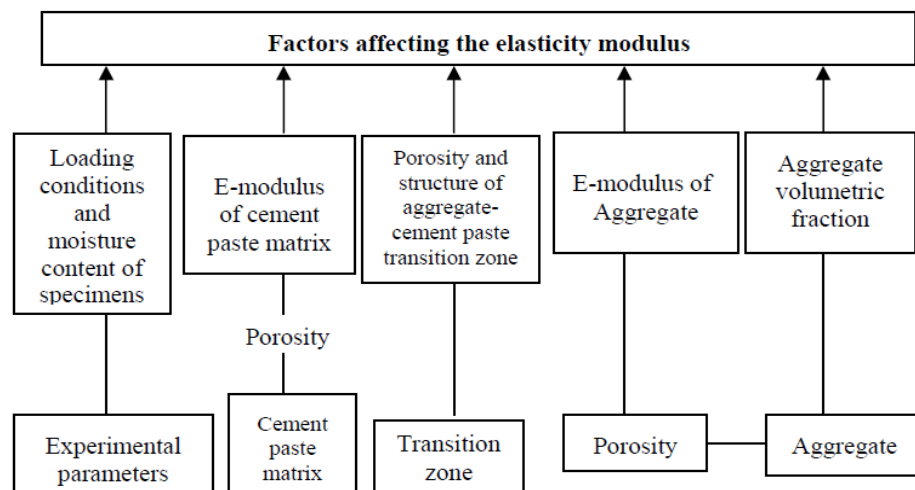 Factors affecting the elasticity modulus
Loading
conditions
and
moisture
content of
specimens
E-modulus
of cement
paste matrix
Porosity and
structure of
aggregate-
cement paste
transition zone
E-modulus of
Aggregate
Aggregate
volumetric
fraction
Porosity
Experimental
parameters
Cement
paste
matrix
Transition
zone
Porosity
Aggregate